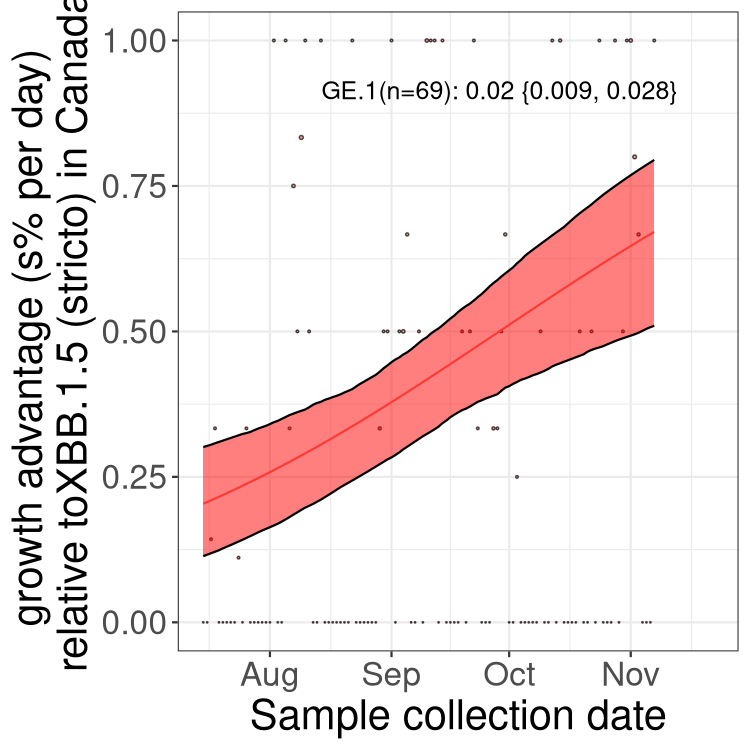 growth advantage (s% per day)
relative toXBB.1.5 (stricto) in Canada
1.00
0.75
0.50
0.25
0.00
GE.1(n=69): 0.02 {0.009, 0.028}
Aug Sep Oct Nov
Sample collection date